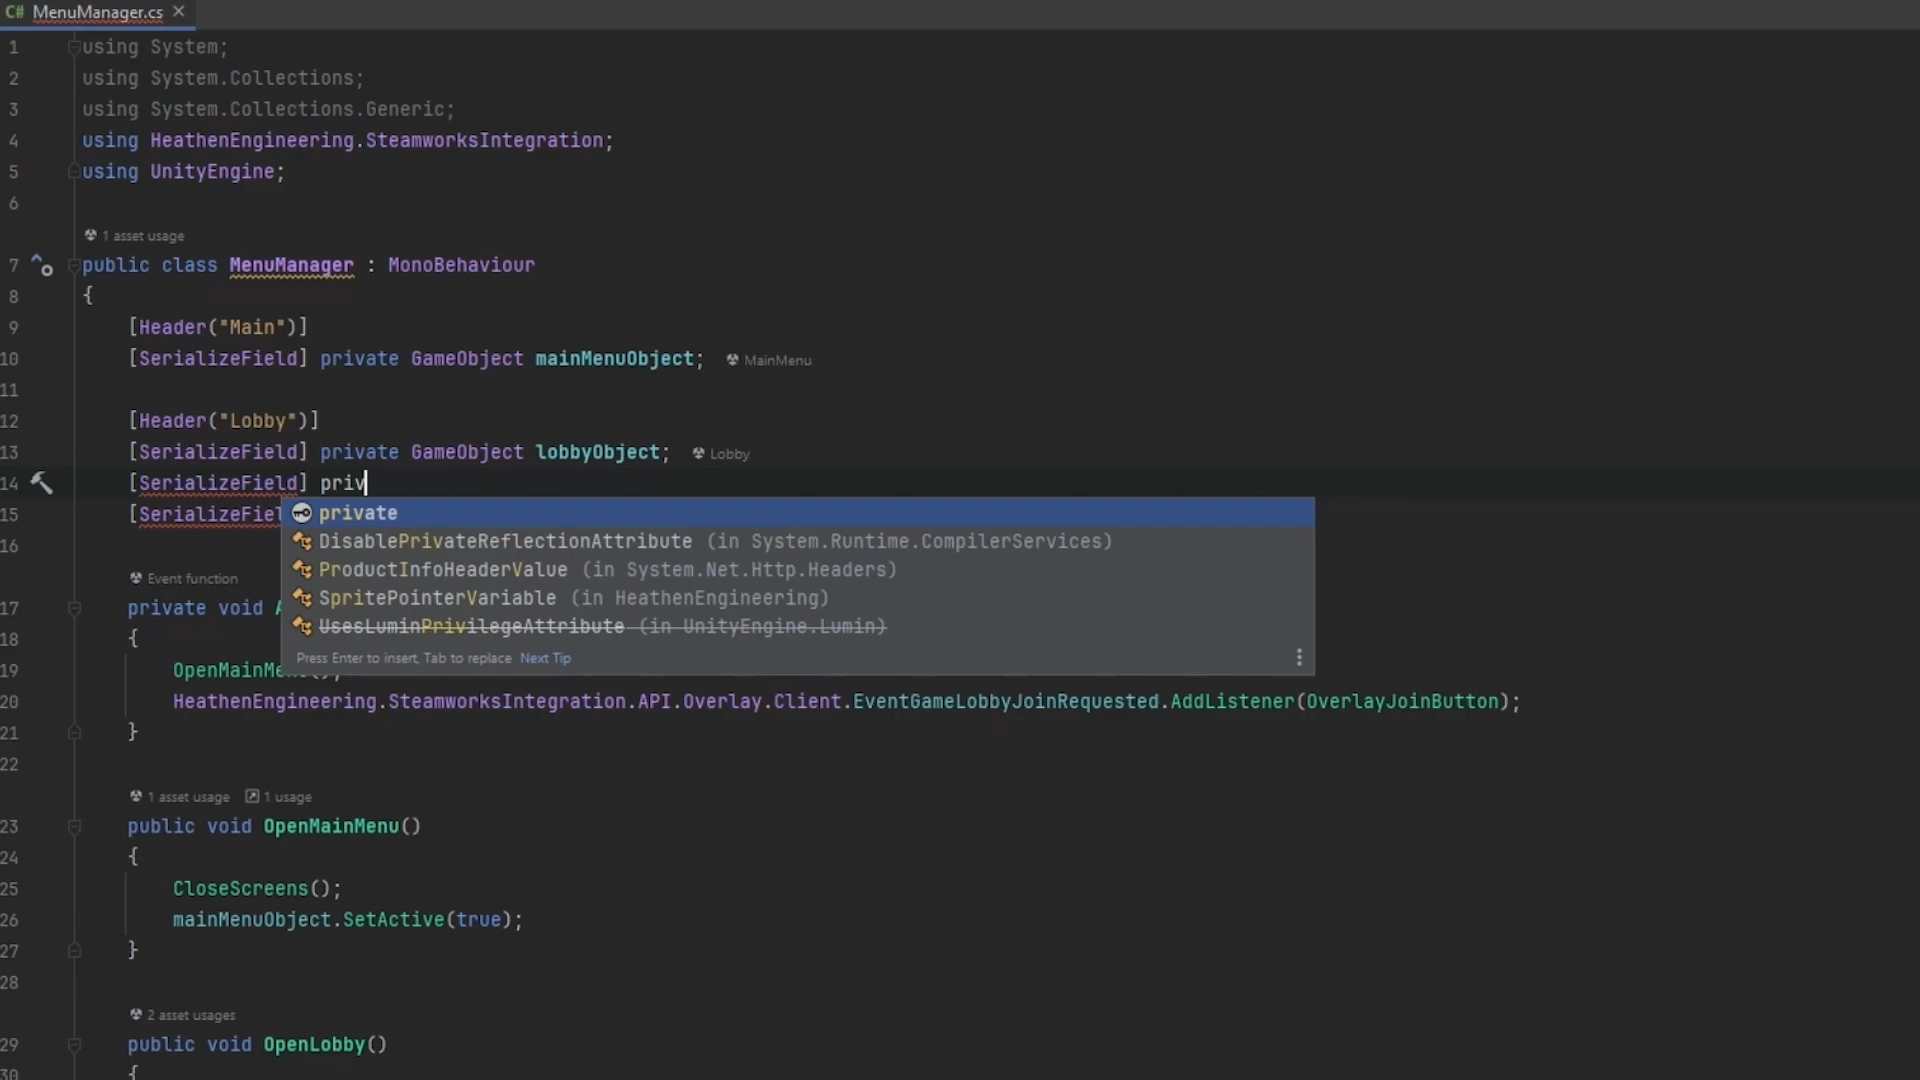 C# MenuManager.cs ×
1 using System;
2 using System.Collections;
3 using System.Collections.Generic;
4 using HeathenEngineering.SteamworksIntegration;
5 using UnityEngine;
6
1 asset usage
7 public class MenuManager : MonoBehaviour
8 {
9 [Header("Main")]
10 [SerializeField] private GameObject mainMenuObject; MainMenu
11
12 [Header("Lobby")]
13 [SerializeField] private GameObject lobbyObject; Lobby
14 [SerializeField] priv
15 [SerializeFiel
private
DisablePrivateReflectionAttribute (in System.Runtime.CompilerServices)
16
ProductInfoHeaderValue (in System.Net.Http.Headers)
Event function
SpritePointerVariable (in HeathenEngineering)
17 private void A
UsesLuminPrivilegeAttribute (in UnityEngine.Lumin)
18 {
Press Enter to insert, Tab to replace Next Tip
19 OpenMainMenu();
20 HeathenEngineering.SteamworksIntegration.API.Overlay.Client.EventGameLobbyJoinRequested.AddListener(OverlayJoinButton);
21 }
22
1 asset usage 1 usage
23 public void OpenMainMenu()
24 {
25 CloseScreens();
26 mainMenuObject.SetActive(true);
27 }
28
2 asset usages
29 public void OpenLobby()
30 {